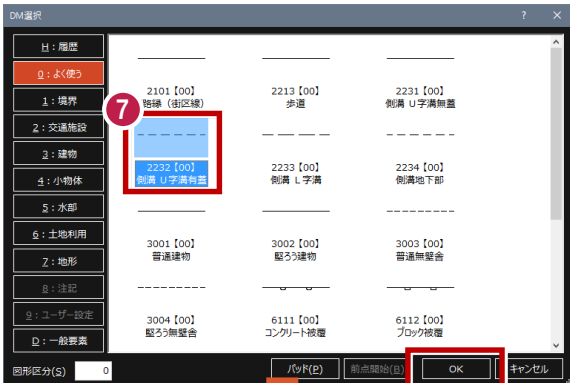 DM選択 ? ×
H：履歴
0：よく使う
1：境界
2：交通施設
3：建物
4：小物体
5：水部
6：土地利用
7：地形
8：注記
9：ユーザー設定
D：一般要素
2101【00】 2213【00】 2231【00】
路縁（街区線） 歩道 側溝 U字溝無蓋
7
2232【00】 2233【00】 2234【00】
側溝 U字溝有蓋 側溝 L字溝 側溝地下部
3001【00】 3002【00】 3003【00】
普通建物 堅ろう建物 普通無壁舎
3004【00】 6111【00】 6112【00】
堅ろう無壁舎 コンクリート被覆 ブロック被覆
図形区分(S) 0 パッド(P) 前点開始(B) OK キャンセル